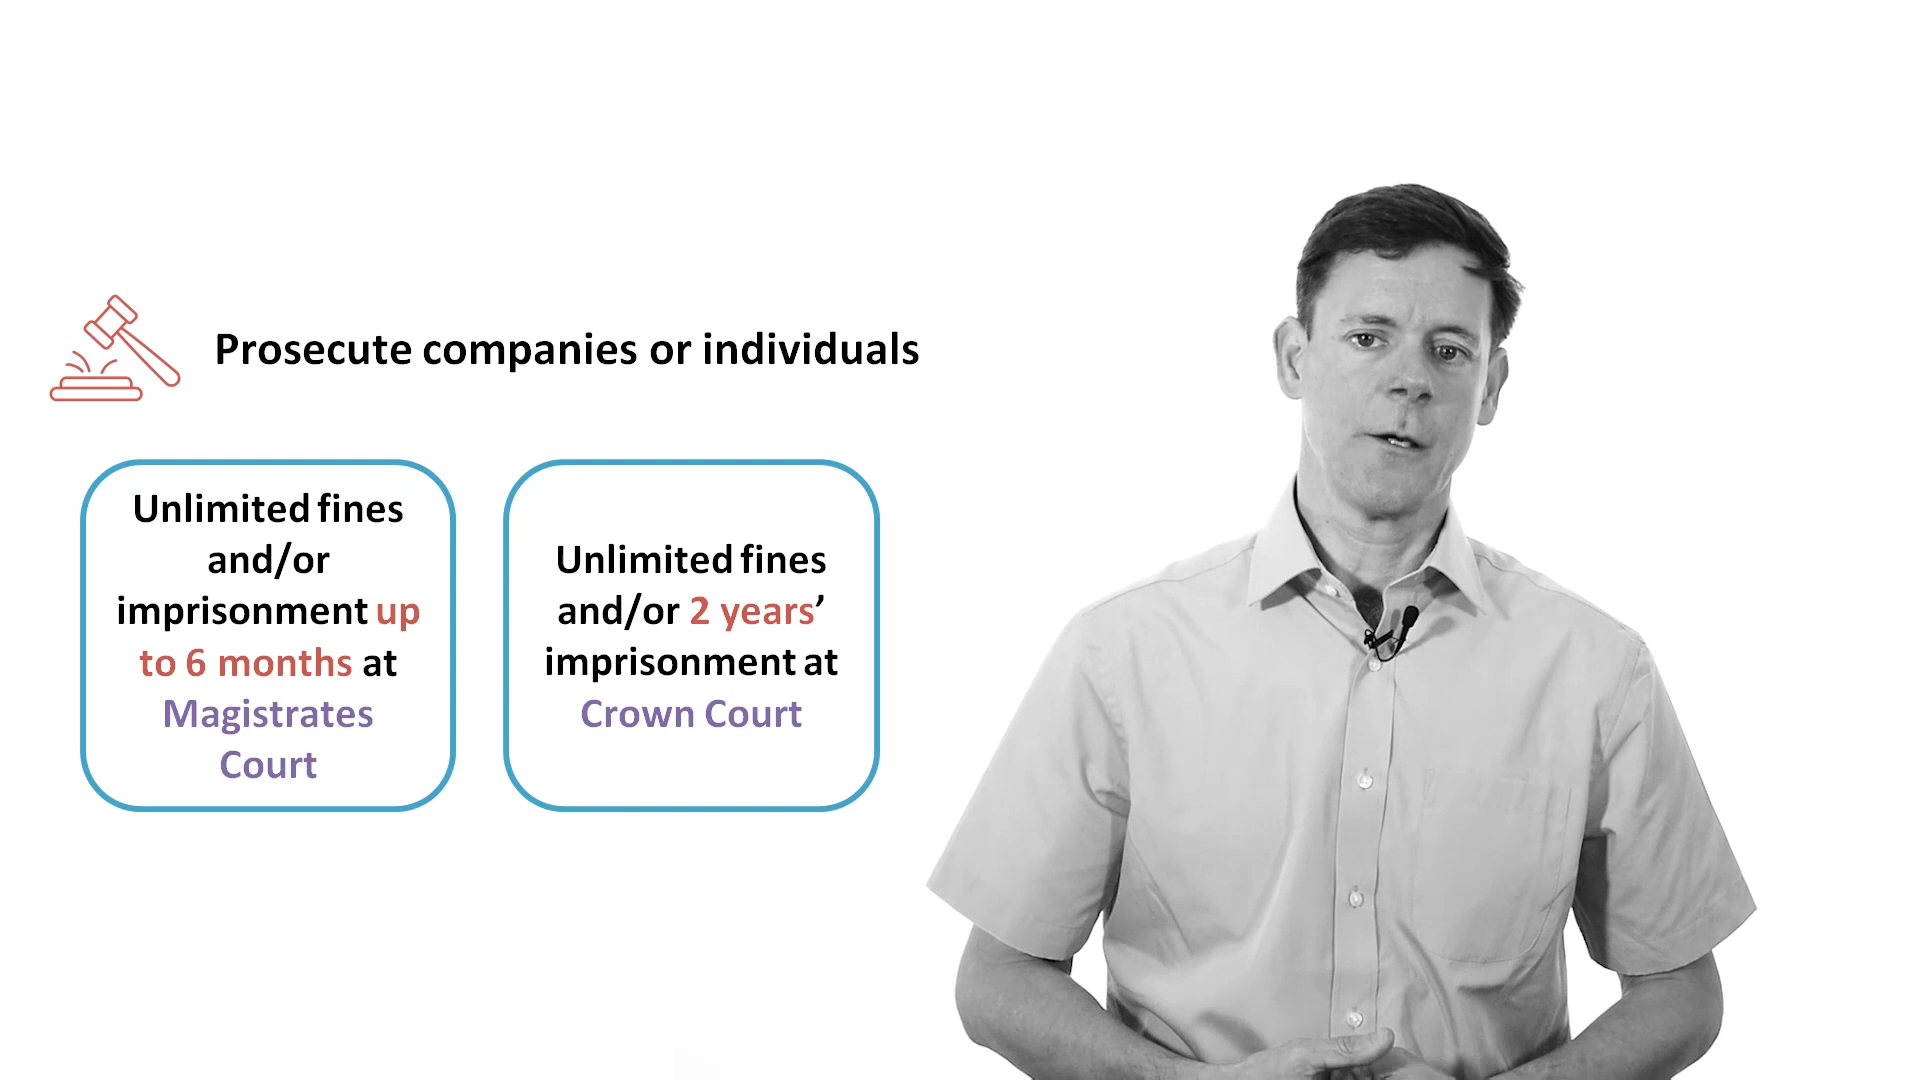 Prosecute companies or individuals
Unlimited fines
and/or
imprisonment up
to 6 months at
Magistrates
Court
Unlimited fines
and/or 2 years’
imprisonment at
Crown Court